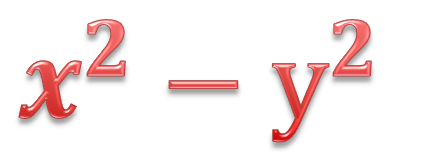 x² − y²